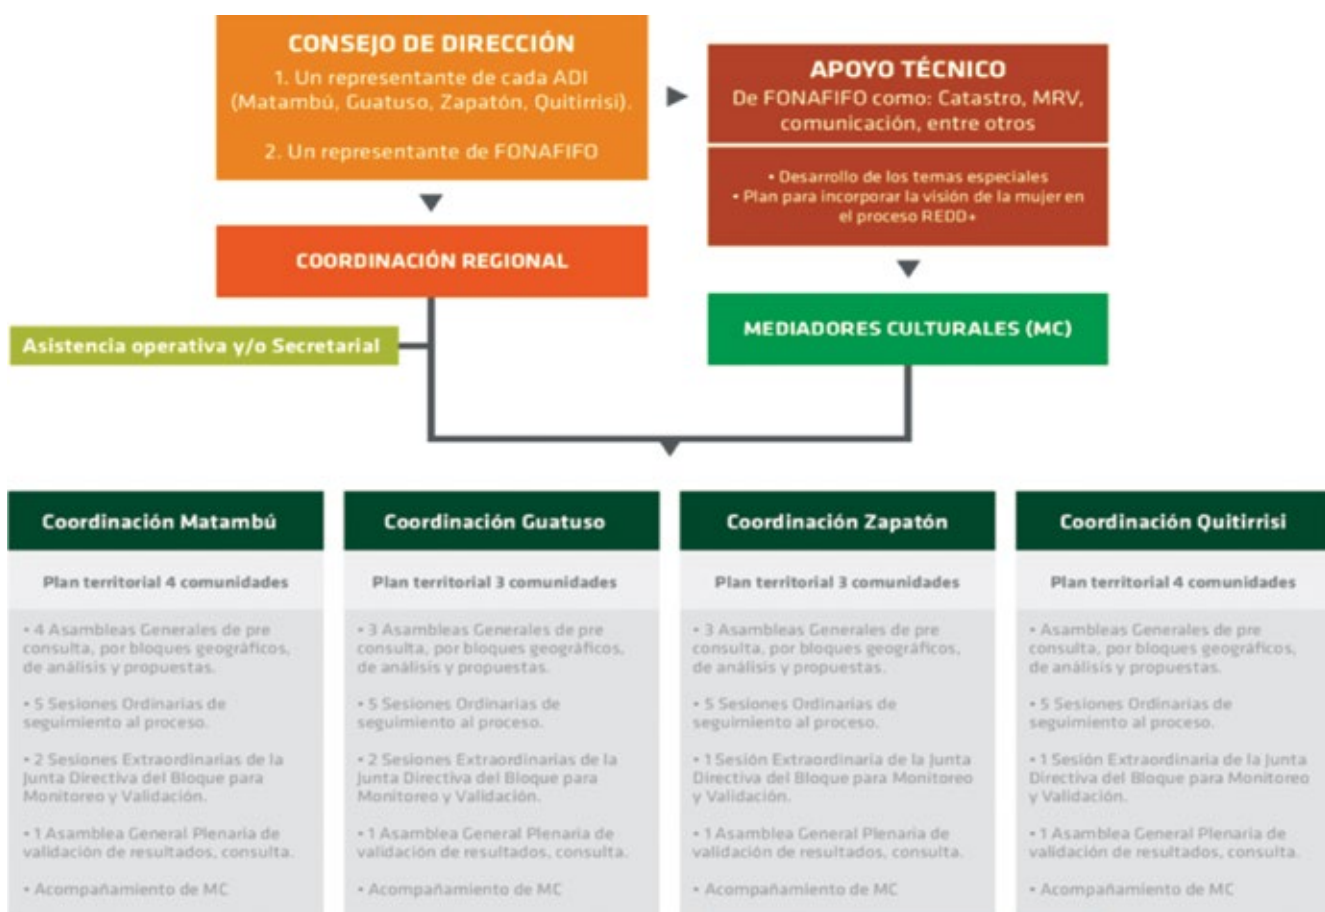 CONSEJO DE DIRECCIÓN
1. Un representante de cada ADI
(Matambú, Guatuso, Zapatón, Quitirrisi).
2. Un representante de FONAFIFO
APOYO TÉCNICO
De FONAFIFO como: Catastro, MRV,
comunicación, entre otros
• Desarrollo de los temas especiales
• Plan para incorporar la visión de la mujer en
el proceso REDD+
COORDINACIÓN REGIONAL
MEDIADORES CULTURALES (MC)
Asistencia operativa y/o Secretarial
Coordinación Matambú
Plan territorial 4 comunidades
• 4 Asambleas Generales de pre
consulta, por bloques geográficos,
de análisis y propuestas.
• 5 Sesiones Ordinarias de
seguimiento al proceso.
• 2 Sesiones Extraordinarias de la
Junta Directiva del Bloque para
Monitoreo y Validación.
• 1 Asamblea General Plenaria de
validación de resultados, consulta.
• Acompañamiento de MC
Coordinación Guatuso
Plan territorial 3 comunidades
• 3 Asambleas Generales de pre
consulta, por bloques geográficos,
de análisis y propuestas.
• 5 Sesiones Ordinarias de
seguimiento al proceso.
• 2 Sesiones Extraordinarias de la
Junta Directiva del Bloque para
Monitoreo y Validación.
• 1 Asamblea General Plenaria de
validación de resultados, consulta.
• Acompañamiento de MC
Coordinación Zapatón
Plan territorial 3 comunidades
• 3 Asambleas Generales de pre
consulta, por bloques geográficos,
de análisis y propuestas.
• 5 Sesiones Ordinarias de
seguimiento al proceso.
• 1 Sesión Extraordinaria de la Junta
Directiva del Bloque para Monitoreo
y Validación.
• 1 Asamblea General Plenaria de
validación de resultados, consulta.
• Acompañamiento de MC
Coordinación Quitirrisi
Plan territorial 4 comunidades
• Asambleas Generales de pre
consulta, por bloques geográficos,
de análisis y propuestas.
• 5 Sesiones Ordinarias de
seguimiento al proceso.
• 1 Sesión Extraordinaria de la Junta
Directiva del Bloque para Monitoreo
y Validación.
• 1 Asamblea General Plenaria de
validación de resultados, consulta.
• Acompañamiento de MC